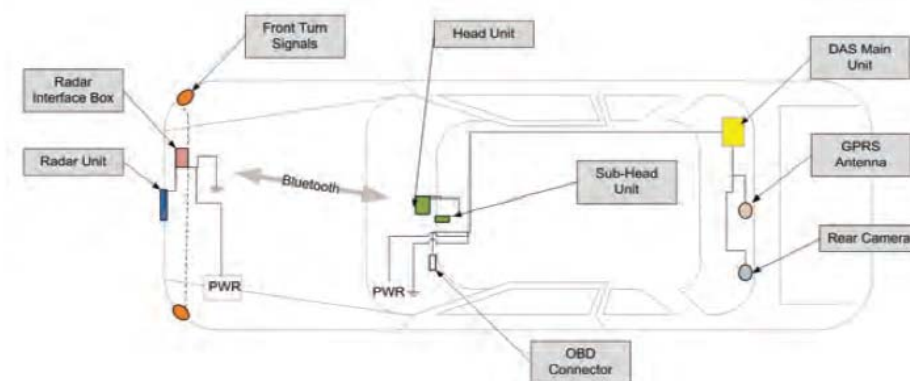 Front Turn
Signals
Head Unit
DAS Main
Unit
Radar
Interface Box
Radar Unit
GPRS
Antenna
Bluetooth
Sub-Head
Unit
Rear Camera
PWR
PWR
OBD
Connector